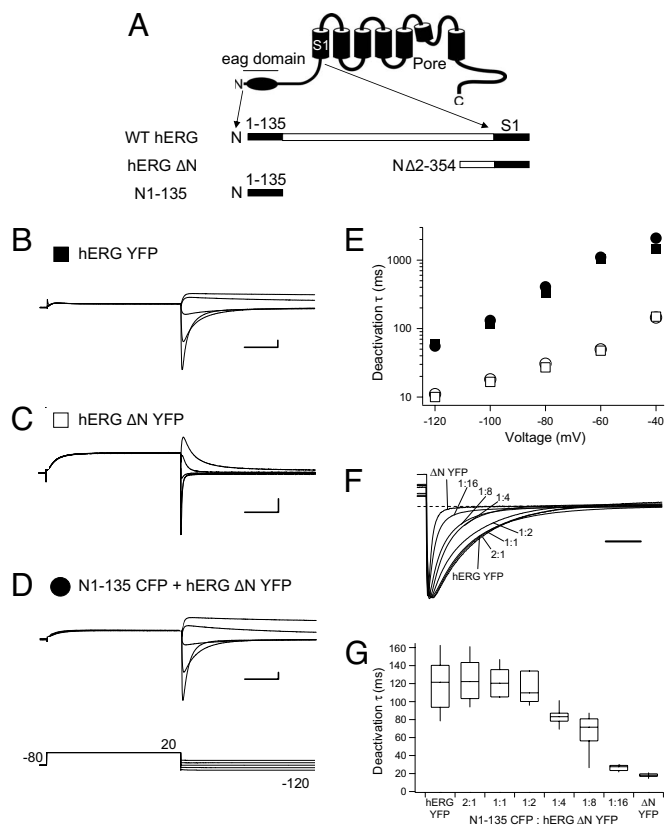 A
eag domain
S1
Pore
N
C
1-135
S1
WT hERG N
hERG ΔN NΔ2-354
1-135
N1-135 N
B
hERG YFP
C
hERG ΔN YFP
D
N1-135 CFP + hERG ΔN YFP
-80
20
-120
E
Deactivation τ (ms)
1000
100
10
-120 -100 -80 -60 -40
Voltage (mV)
F
ΔN YFP
1:16
1:8
1:4
1:2
1:1
2:1
hERG YFP
G
Deactivation τ (ms)
160
140
120
100
80
60
40
20
0
hERG YFP 2:1 1:1 1:2 1:4 1:8 1:16 ΔN YFP
N1-135 CFP : hERG ΔN YFP